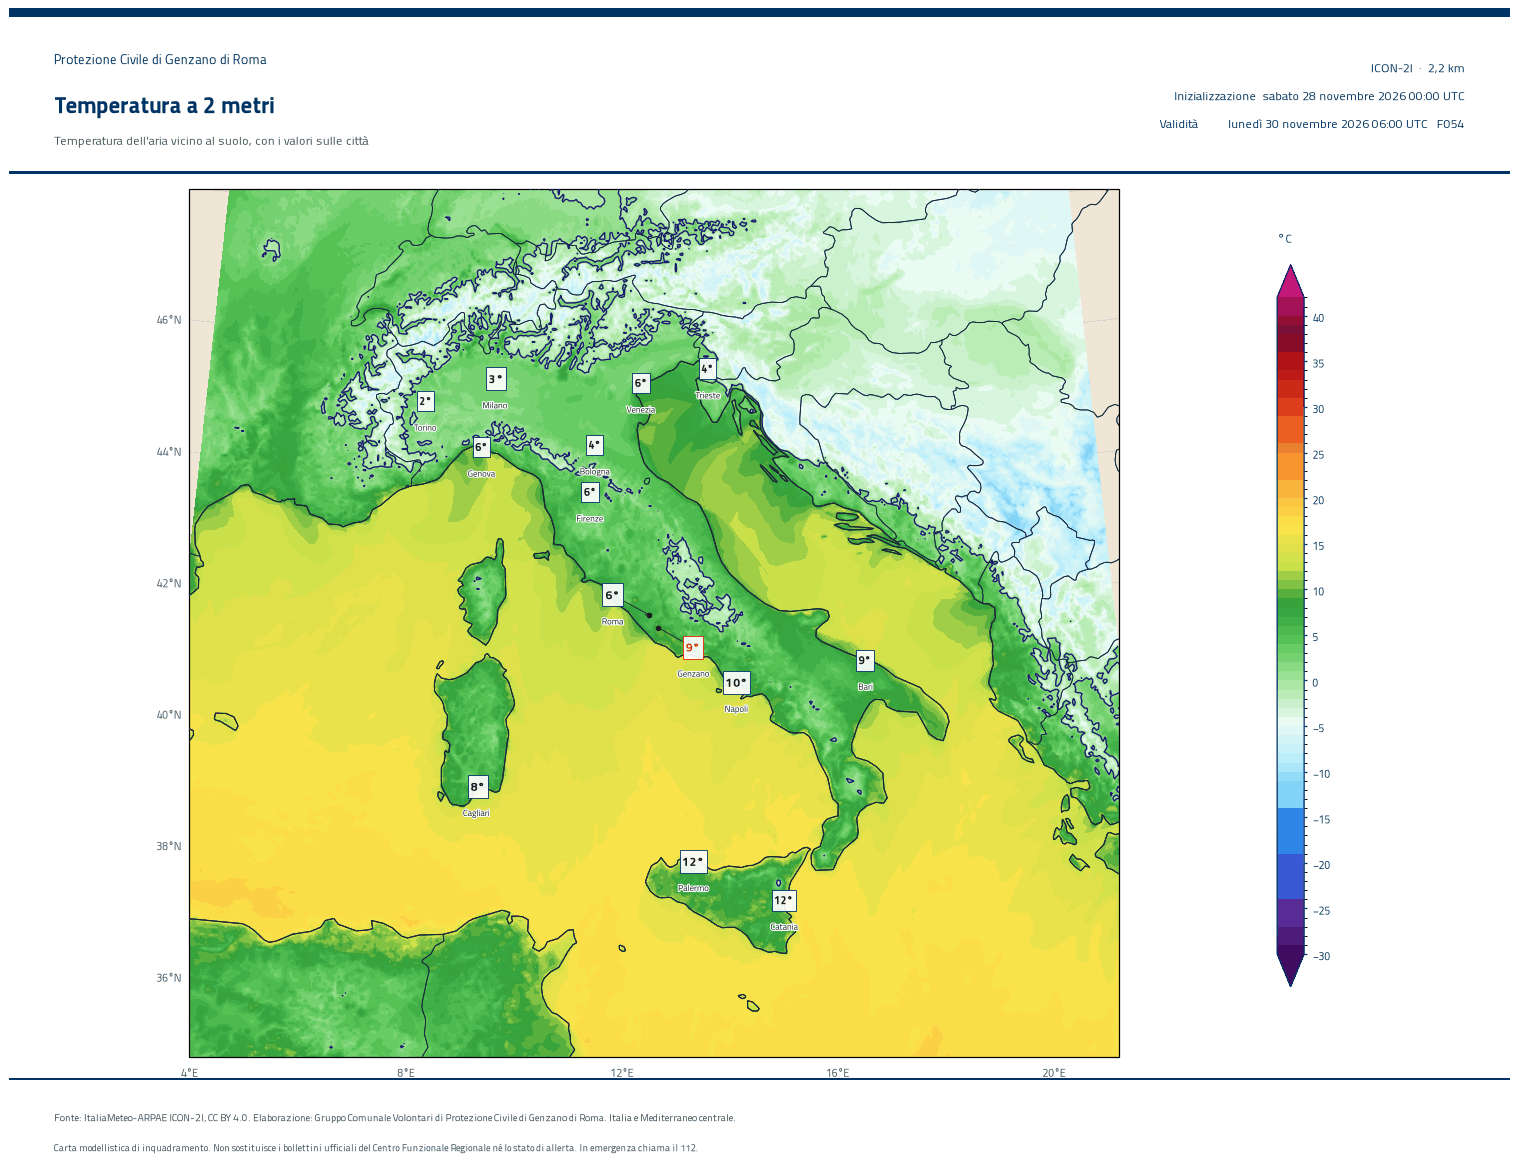 Protezione Civile di Genzano di Roma
Temperatura a 2 metri
Temperatura dell'aria vicino al suolo, con i valori sulle città
ICON-2I · 2,2 km
Inizializzazione sabato 28 novembre 2026 00:00 UTC
Validità lunedì 30 novembre 2026 06:00 UTC F054
°C
40
35
30
25
20
15
10
5
0
−5
−10
−15
−20
−25
−30
46°N
44°N
42°N
40°N
38°N
36°N
4°E
8°E
12°E
16°E
20°E
4°
Trieste
3°
Milano
6°
Venezia
2°
Torino
6°
Genova
4°
Bologna
6°
Firenze
6°
Roma
9°
Genzano
10°
Napoli
9°
Bari
8°
Cagliari
12°
Palermo
12°
Catania
Fonte: ItaliaMeteo-ARPAE ICON-2I, CC BY 4.0. Elaborazione: Gruppo Comunale Volontari di Protezione Civile di Genzano di Roma. Italia e Mediterraneo centrale.
Carta modellistica di inquadramento. Non sostituisce i bollettini ufficiali del Centro Funzionale Regionale né lo stato di allerta. In emergenza chiama il 112.